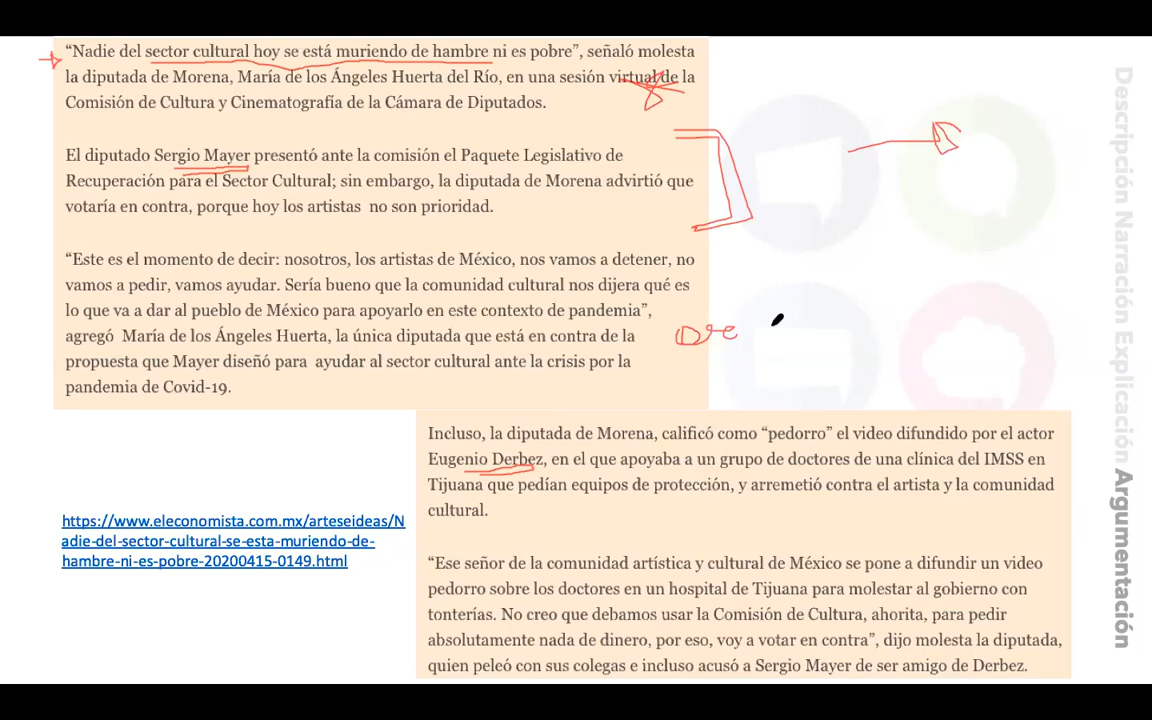 “Nadie del sector cultural hoy se está muriendo de hambre ni es pobre”, señaló molesta
la diputada de Morena, María de los Ángeles Huerta del Río, en una sesión virtual de la
Comisión de Cultura y Cinematografía de la Cámara de Diputados.
El diputado Sergio Mayer presentó ante la comisión el Paquete Legislativo de
Recuperación para el Sector Cultural; sin embargo, la diputada de Morena advirtió que
votaría en contra, porque hoy los artistas no son prioridad.
“Este es el momento de decir: nosotros, los artistas de México, nos vamos a detener, no
vamos a pedir, vamos ayudar. Sería bueno que la comunidad cultural nos dijera qué es
lo que va a dar al pueblo de México para apoyarlo en este contexto de pandemia”,
agregó María de los Ángeles Huerta, la única diputada que está en contra de la
propuesta que Mayer diseñó para ayudar al sector cultural ante la crisis por la
pandemia de Covid-19.
Incluso, la diputada de Morena, calificó como “pedorro” el video difundido por el actor
Eugenio Derbez, en el que apoyaba a un grupo de doctores de una clínica del IMSS en
Tijuana que pedían equipos de protección, y arremetió contra el artista y la comunidad
cultural.
“Ese señor de la comunidad artística y cultural de México se pone a difundir un video
pedorro sobre los doctores en un hospital de Tijuana para molestar al gobierno con
tonterías. No creo que debamos usar la Comisión de Cultura, ahorita, para pedir
absolutamente nada de dinero, por eso, voy a votar en contra”, dijo molesta la diputada,
quien peleó con sus colegas e incluso acusó a Sergio Mayer de ser amigo de Derbez.
https://www.eleconomista.com.mx/arteseideas/N
adie-del-sector-cultural-se-esta-muriendo-de-
hambre-ni-es-pobre-20200415-0149.html
Descripción Narración Explicación Argumentación